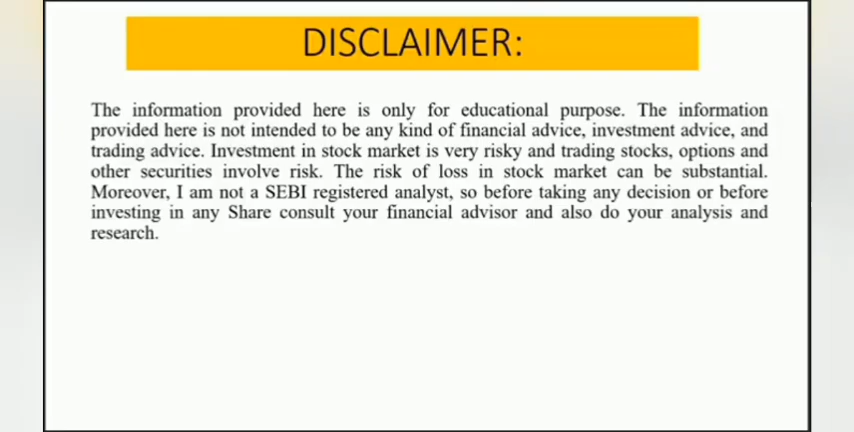 DISCLAIMER:
The information provided here is only for educational purpose. The information
provided here is not intended to be any kind of financial advice, investment advice, and
trading advice. Investment in stock market is very risky and trading stocks, options and
other securities involve risk. The risk of loss in stock market can be substantial.
Moreover, I am not a SEBI registered analyst, so before taking any decision or before
investing in any Share consult your financial advisor and also do your analysis and
research.